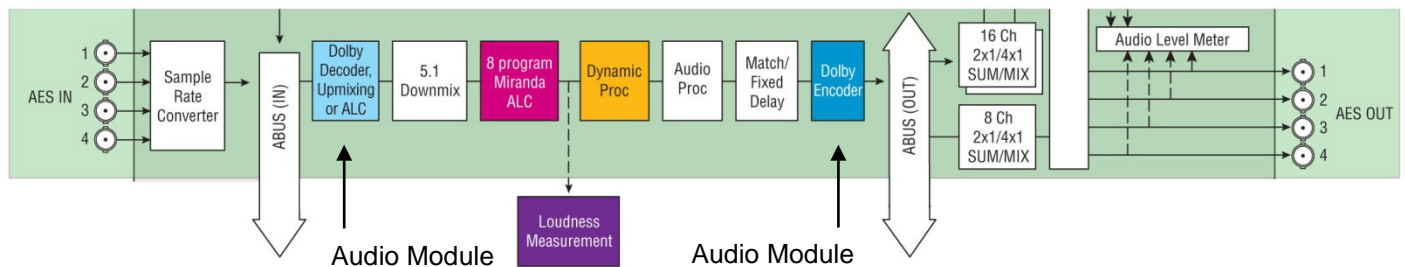 AES IN
1
2
3
4
Sample
Rate
Converter
ABUS (IN)
Dolby
Decoder,
Upmixing
or ALC
5.1
Downmix
8 program
Miranda
ALC
Dynamic
Proc
Audio
Proc
Match/
Fixed
Delay
Dolby
Encoder
ABUS (OUT)
16 Ch
2x1/4x1
SUM/MIX
8 Ch
2x1/4x1
SUM/MIX
Audio Level Meter
1
2
3
4
AES OUT
Loudness
Measurement
Audio Module
Audio Module